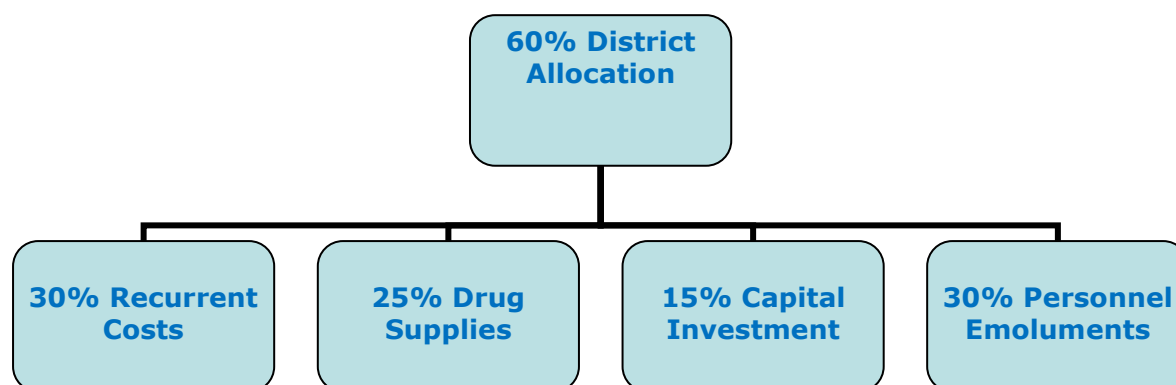 60% District
Allocation
30% Recurrent
Costs
25% Drug
Supplies
15% Capital
Investment
30% Personnel
Emoluments